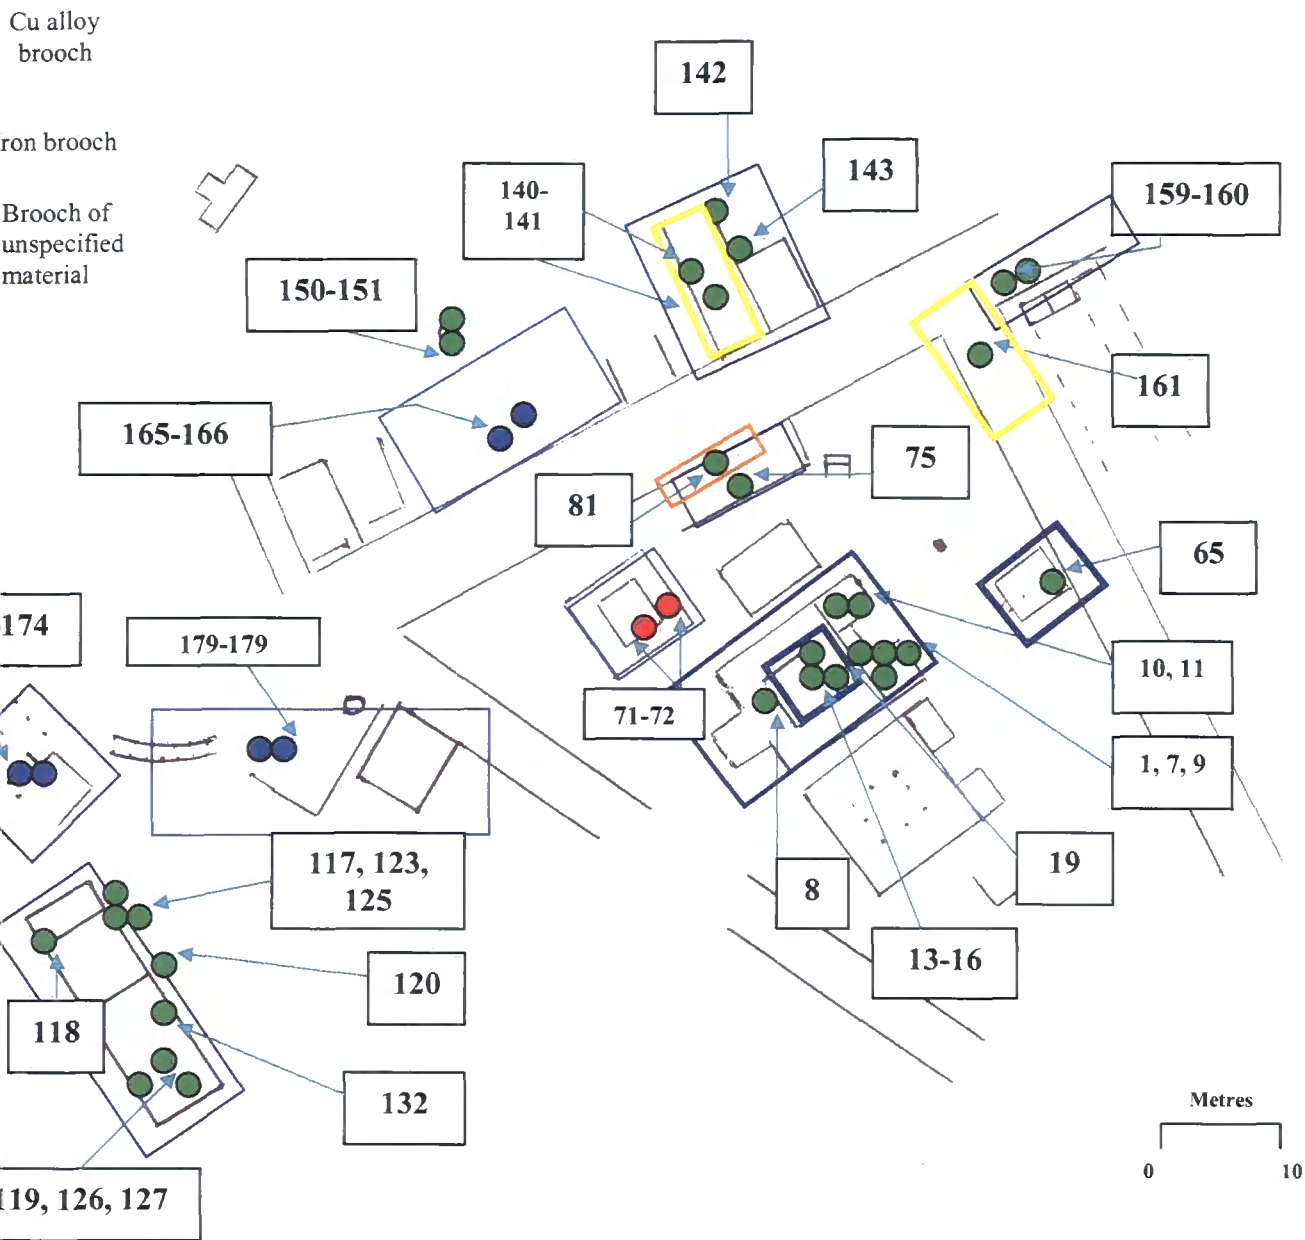 Cu alloy
brooch
ron brooch
Brooch of
unspecified
material
142
143
140-
141
159-160
150-151
161
165-166
75
81
65
174
179-179
10, 11
71-72
1, 7, 9
117, 123,
125
19
8
13-16
120
118
132
Metres
0
10
119, 126, 127